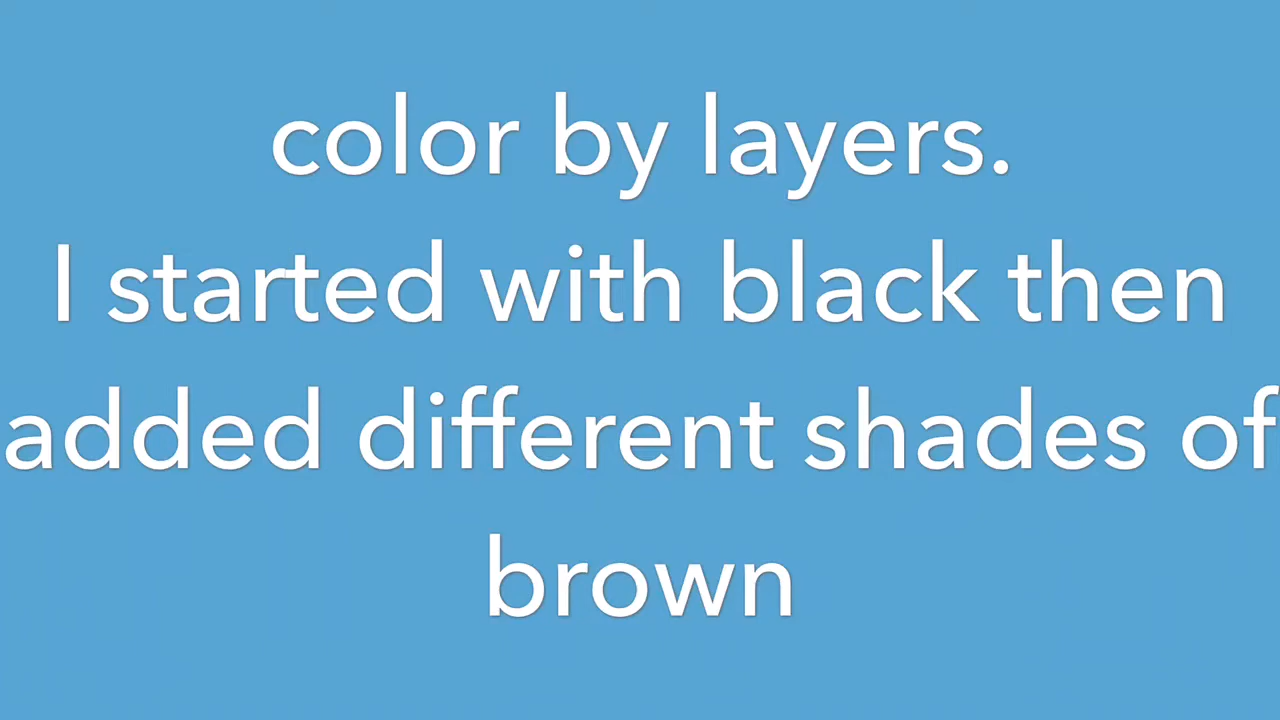 color by layers.
I started with black then
added different shades of
brown